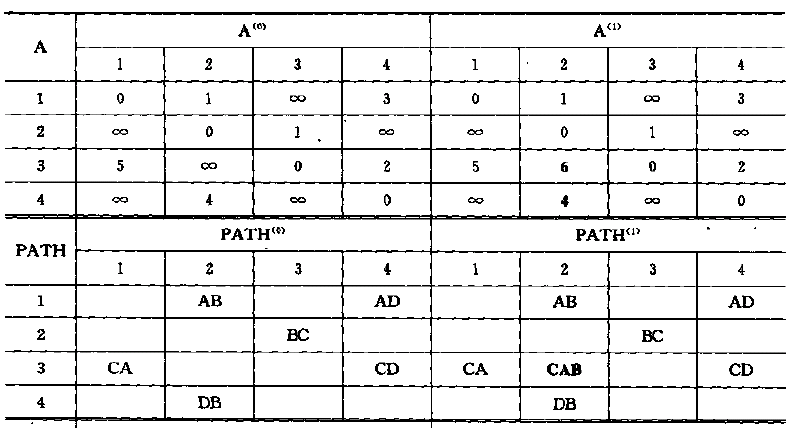 A A⁽⁰⁾ A⁽¹⁾
1 2 3 4 1 2 3 4
1 0 1 ∞ 3 0 1 ∞ 3
2 ∞ 0 1 ∞ ∞ 0 1 ∞
3 5 ∞ 0 2 5 6 0 2
4 ∞ 4 ∞ 0 ∞ 4 ∞ 0
PATH PATH⁽⁰⁾ PATH⁽¹⁾
1 2 3 4 1 2 3 4
1 AB AD AB AD
2 BC BC
3 CA CD CA CAB CD
4 DB DB